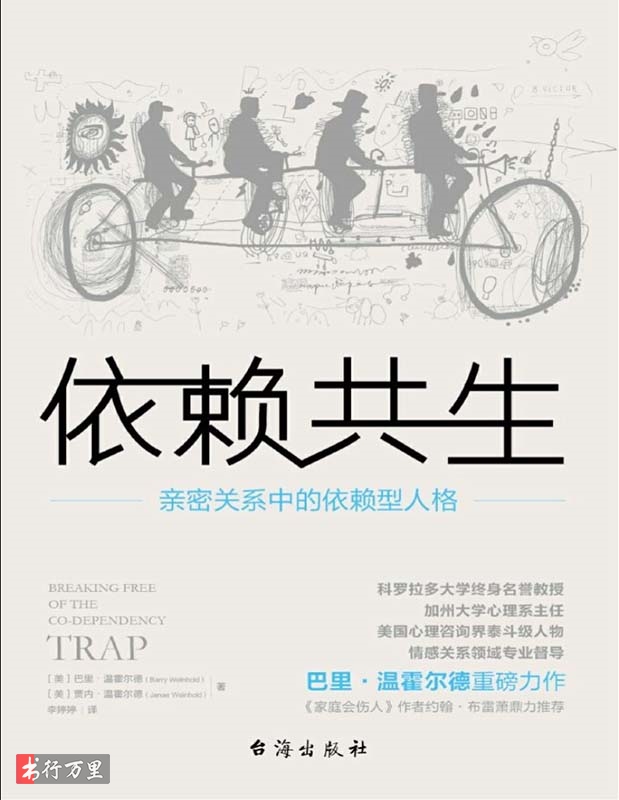 B VICTOR
依赖共生
亲密关系中的依赖型人格
BREAKING FREE
OF THE
CO-DEPENDENCY
TRAP
[美] 巴里·温霍尔德 (Barry Weinhold)
[美] 贾内·温霍尔德 (Janae Weinhold)
著
李婷婷 译
科罗拉多大学终身名誉教授
加州大学心理系主任
美国心理咨询界泰斗级人物
情感关系领域专业督导
巴里·温霍尔德重磅力作
《家庭会伤人》作者约翰·布雷萧鼎力推荐
台海出版社
书行万里